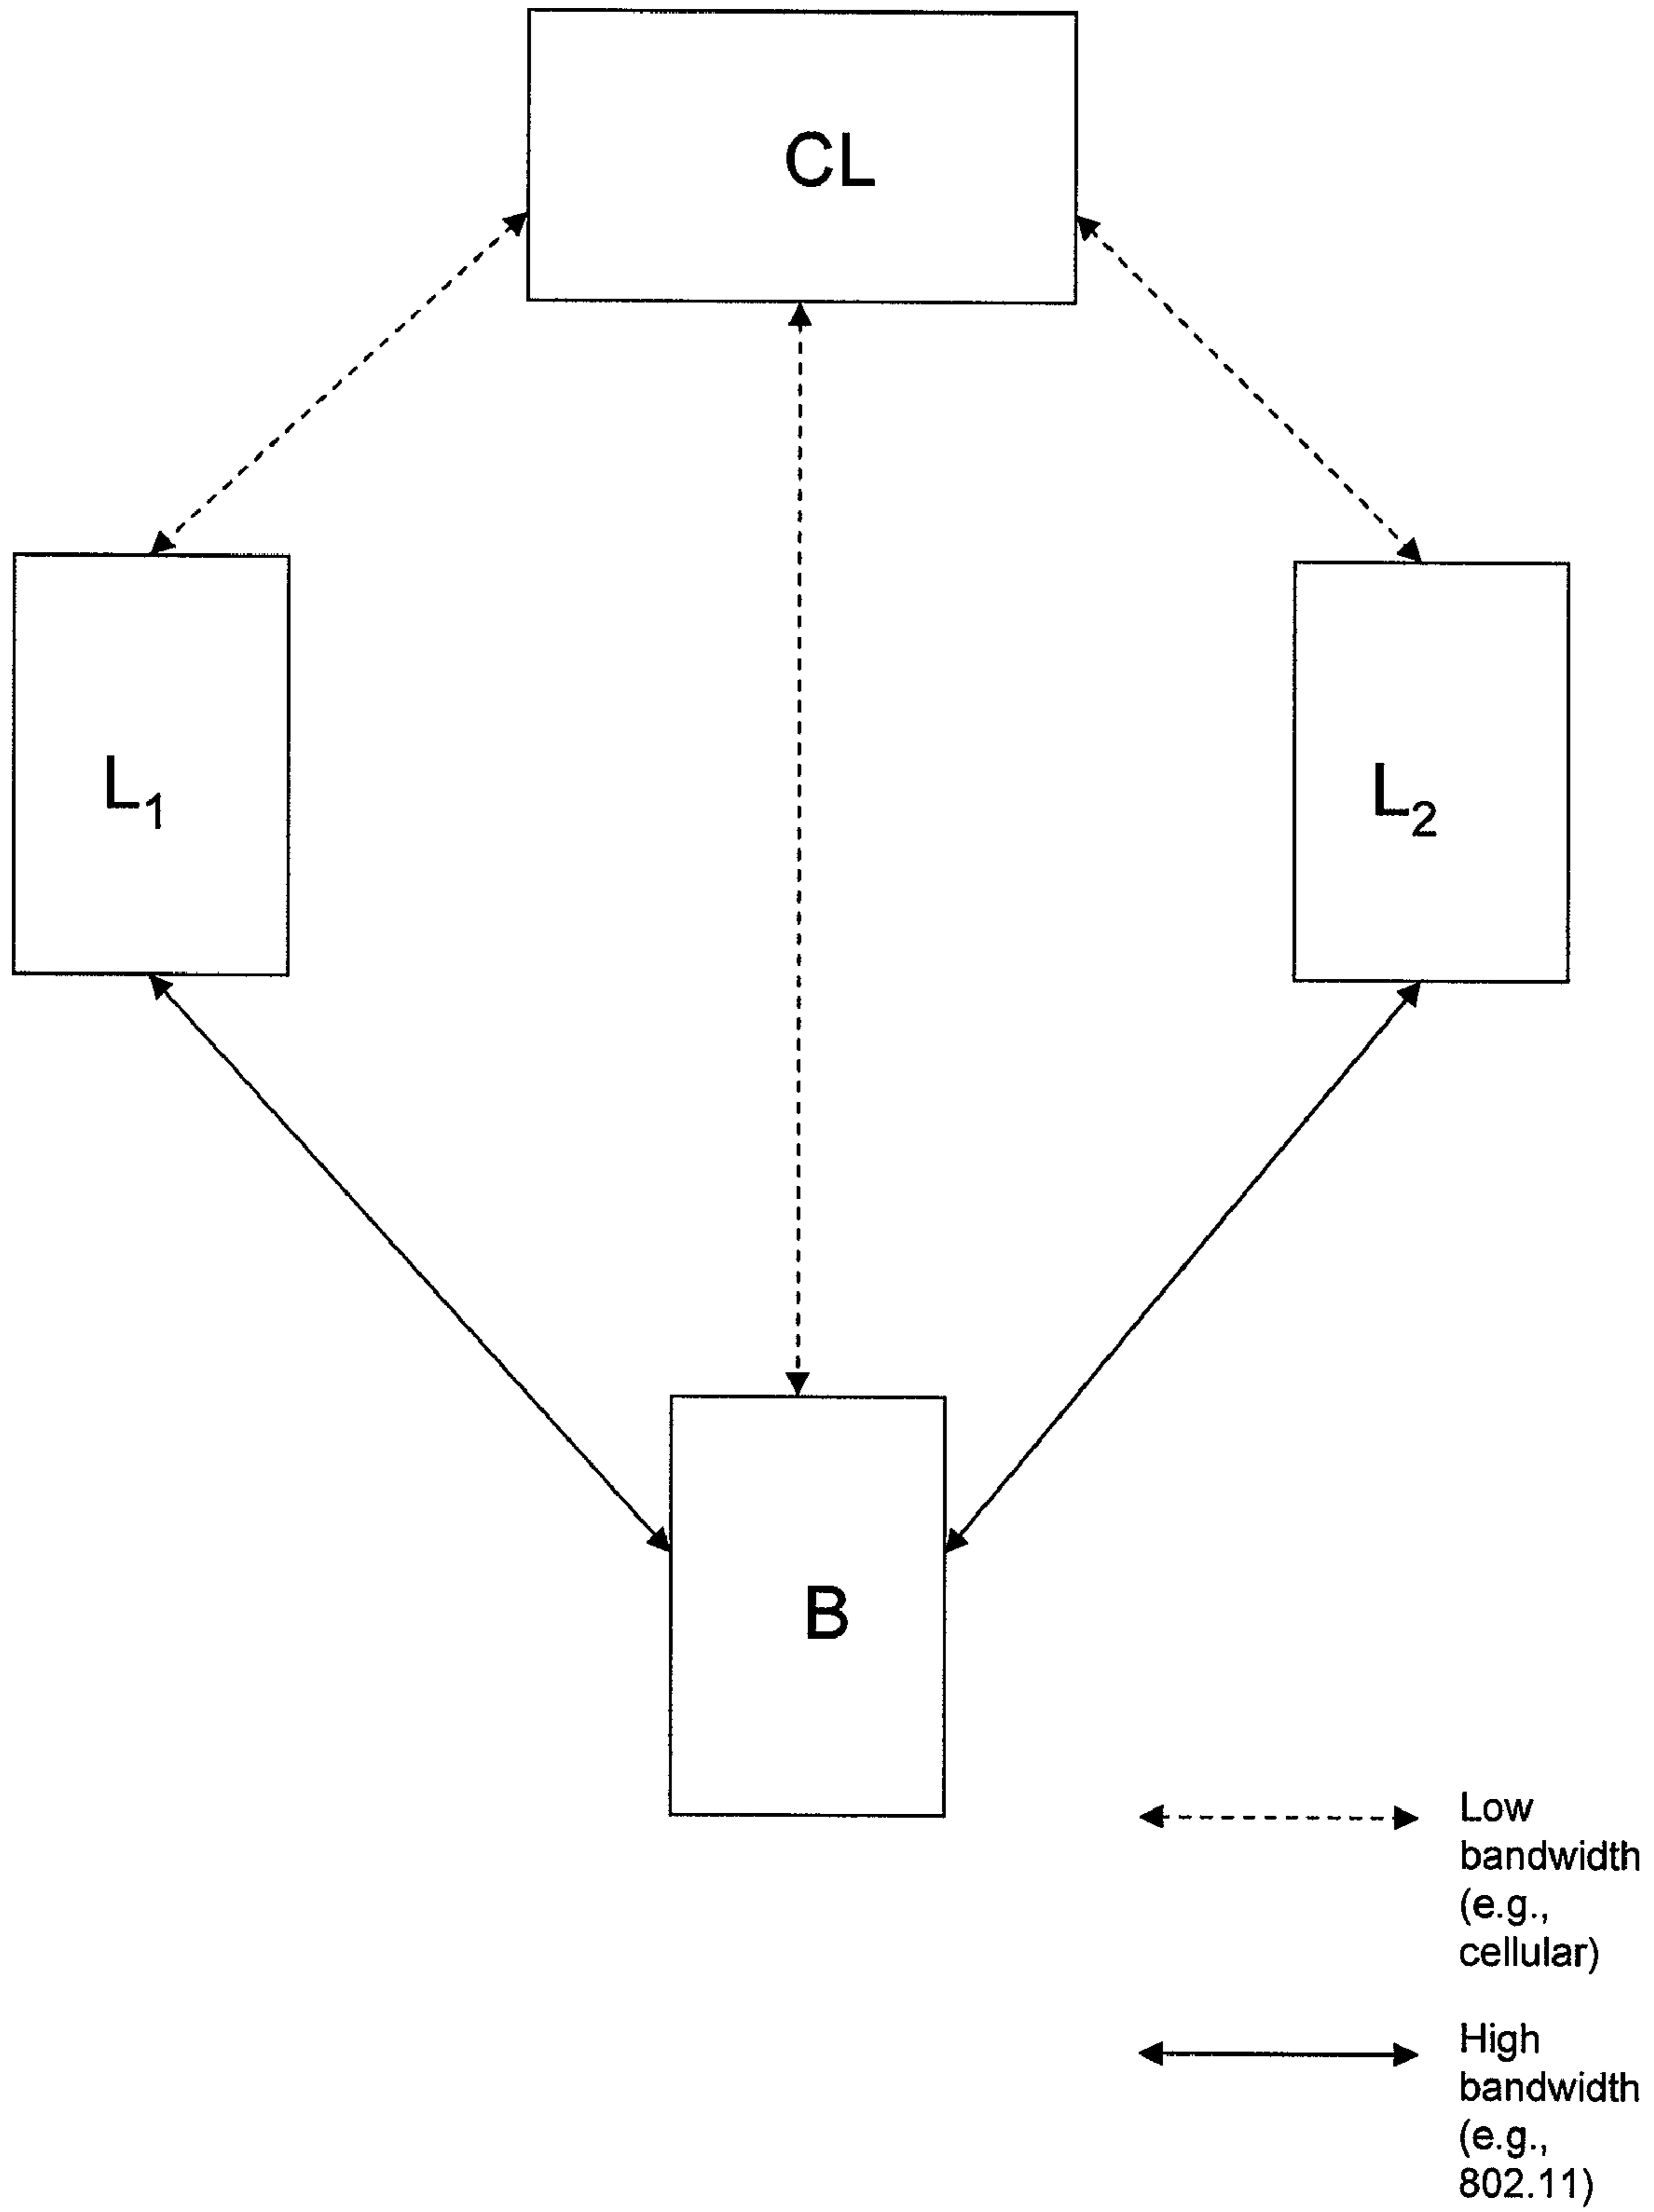 CL
L1
L2
B
Low
bandwidth
(e.g.,
cellular)
High
bandwidth
(e.g.,
802.11)